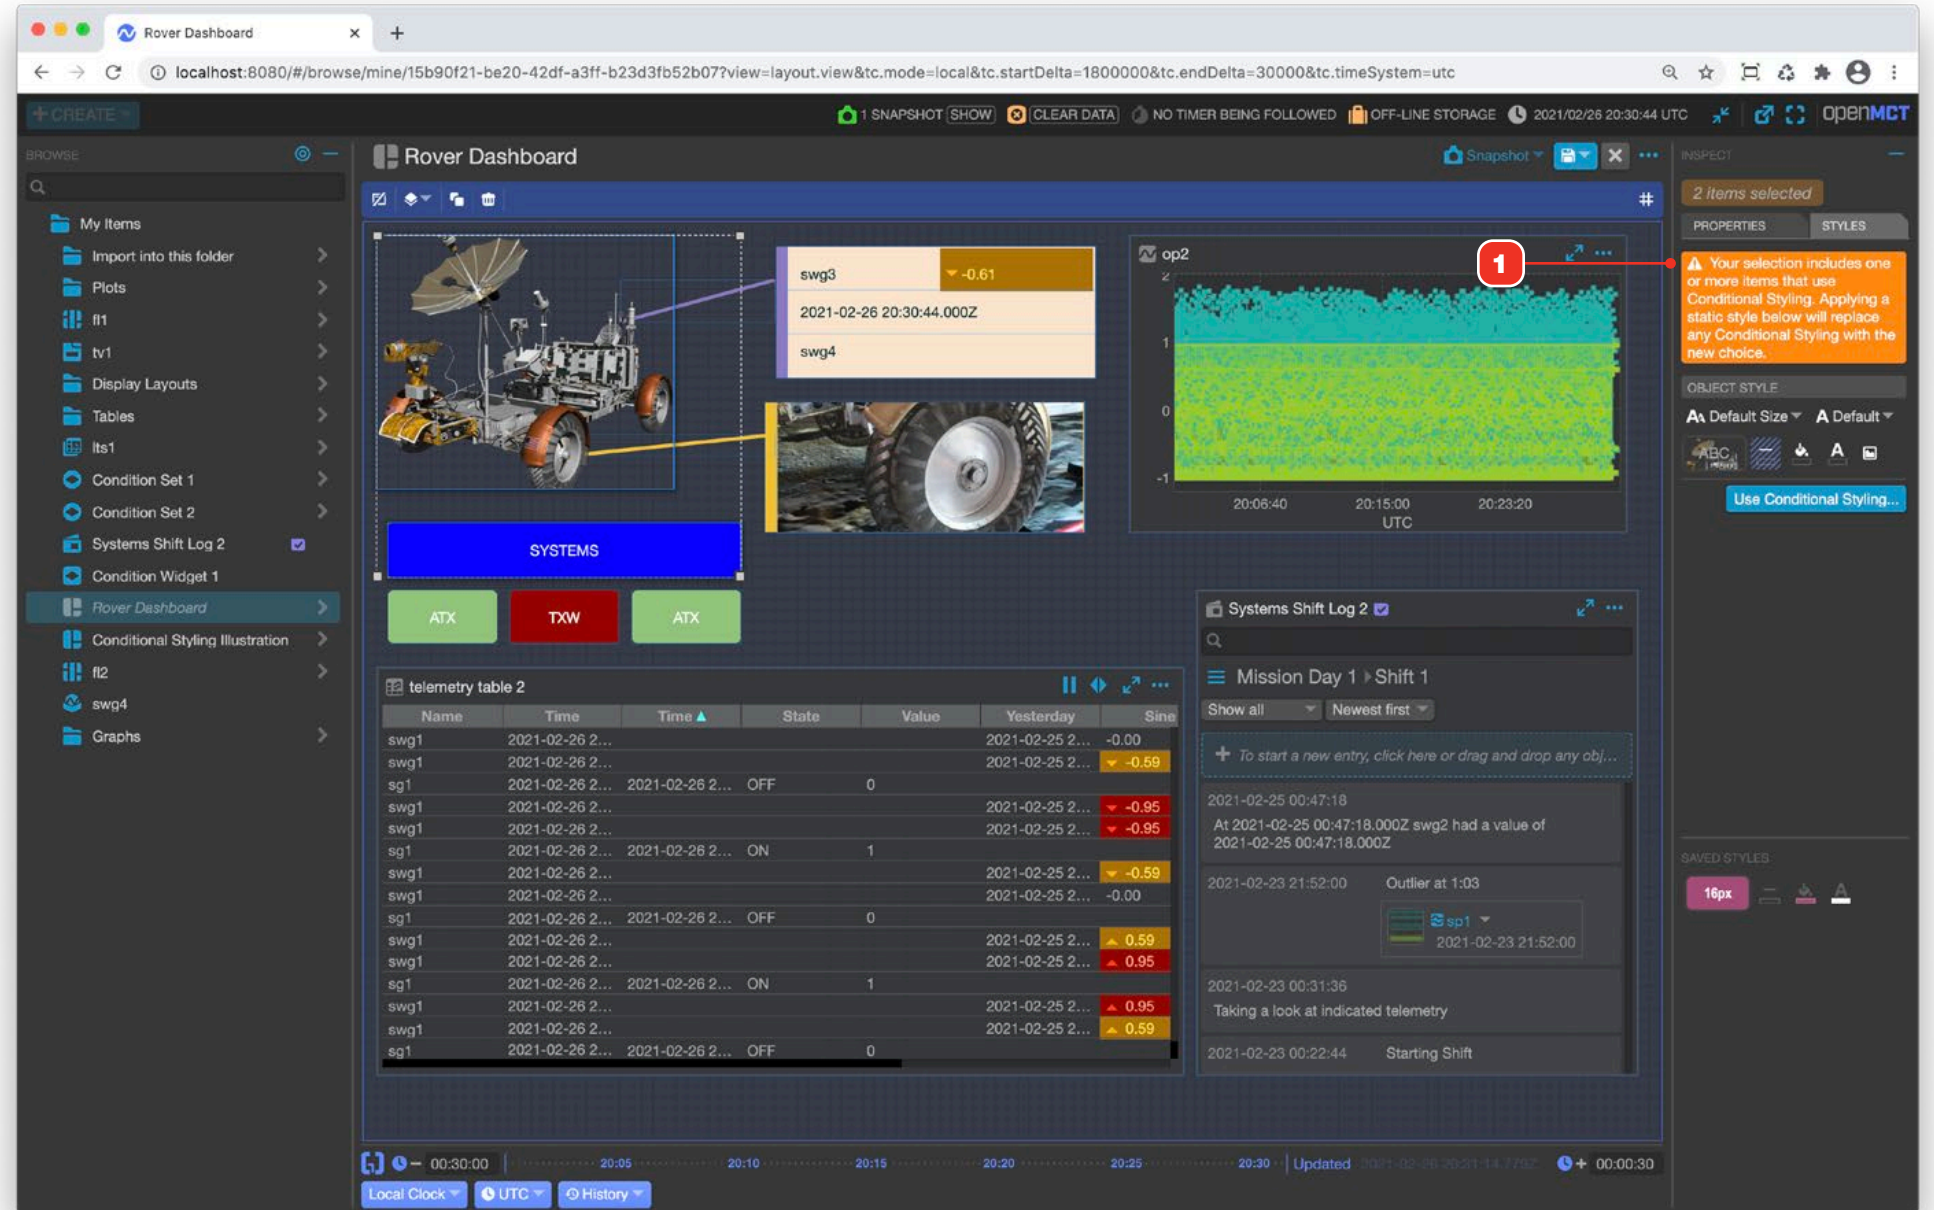 Rover Dashboard
localhost:8080/#/browse/mine/15b90f21-be20-42df-a3ff-b23d3fb52b07?view=layout.view&tc.mode=local&tc.startDelta=1800000&tc.endDelta=30000&tc.timeSystem=utc
+ CREATE
1 SNAPSHOT SHOW CLEAR DATA NO TIMER BEING FOLLOWED OFF-LINE STORAGE 2021/02/26 20:30:44 UTC openMCT
BROWSE
My Items
Import into this folder
Plots
fl1
tv1
Display Layouts
Tables
lts1
Condition Set 1
Condition Set 2
Systems Shift Log 2
Condition Widget 1
Rover Dashboard
Conditional Styling Illustration
fl2
swg4
Graphs
Rover Dashboard
Snapshot
swg3 -0.61
2021-02-26 20:30:44.000Z
swg4
op2
2
1
0
-1
20:06:40 20:15:00 20:23:20
UTC
1
SYSTEMS
ATX TXW ATX
telemetry table 2
Name Time Time State Value Yesterday Sine
swg1 2021-02-26 2... 2021-02-25 2... -0.00
swg1 2021-02-26 2... 2021-02-25 2... -0.59
sg1 2021-02-26 2... 2021-02-26 2... OFF 0
swg1 2021-02-26 2... 2021-02-25 2... -0.95
swg1 2021-02-26 2... 2021-02-25 2... -0.95
sg1 2021-02-26 2... 2021-02-26 2... ON 1
swg1 2021-02-26 2... 2021-02-25 2... -0.59
swg1 2021-02-26 2... 2021-02-25 2... -0.00
sg1 2021-02-26 2... 2021-02-26 2... OFF 0
swg1 2021-02-26 2... 2021-02-25 2... 0.59
swg1 2021-02-26 2... 2021-02-25 2... 0.95
sg1 2021-02-26 2... 2021-02-26 2... ON 1
swg1 2021-02-26 2... 2021-02-25 2... 0.95
swg1 2021-02-26 2... 2021-02-25 2... 0.59
sg1 2021-02-26 2... 2021-02-26 2... OFF 0
Systems Shift Log 2
Mission Day 1 Shift 1
Show all Newest first
+ To start a new entry, click here or drag and drop any obj...
2021-02-25 00:47:18
At 2021-02-25 00:47:18.000Z swg2 had a value of
2021-02-25 00:47:18.000Z
2021-02-23 21:52:00 Outlier at 1:03
sp1
2021-02-23 21:52:00
2021-02-23 00:31:36
Taking a look at indicated telemetry
2021-02-23 00:22:44 Starting Shift
INSPECT
2 items selected
PROPERTIES STYLES
Your selection includes one
or more items that use
Conditional Styling. Applying a
static style below will replace
any Conditional Styling with the
new choice.
OBJECT STYLE
Default Size A Default
ABC A
Use Conditional Styling...
SAVED STYLES
16px A
- 00:30:00 20:05 20:10 20:15 20:20 20:25 20:30 Updated + 00:00:30
Local Clock UTC History